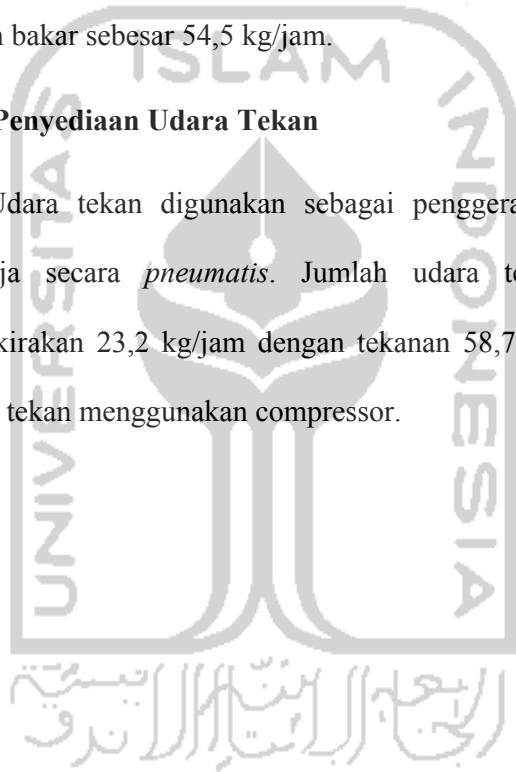 n bakar sebesar 54,5 kg/jam.
ISLAM
Penyediaan Udara Tekan
UNIVERSITAS
INDONESIA
Udara tekan digunakan sebagai penggera
ja secara pneumatis. Jumlah udara te
kirakan 23,2 kg/jam dengan tekanan 58,7
tekan menggunakan compressor.